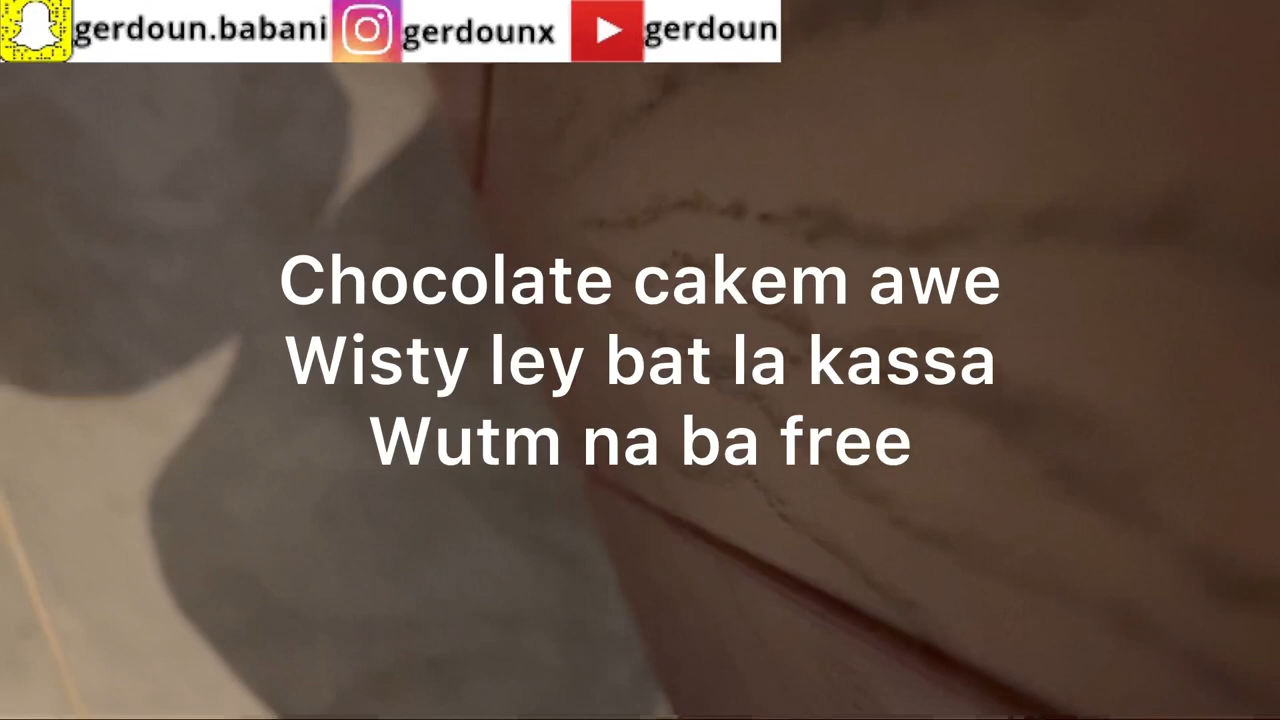 gerdoun.babani gerdounx gerdoun
Chocolate cakem awe
Wisty ley bat la kassa
Wutm na ba free